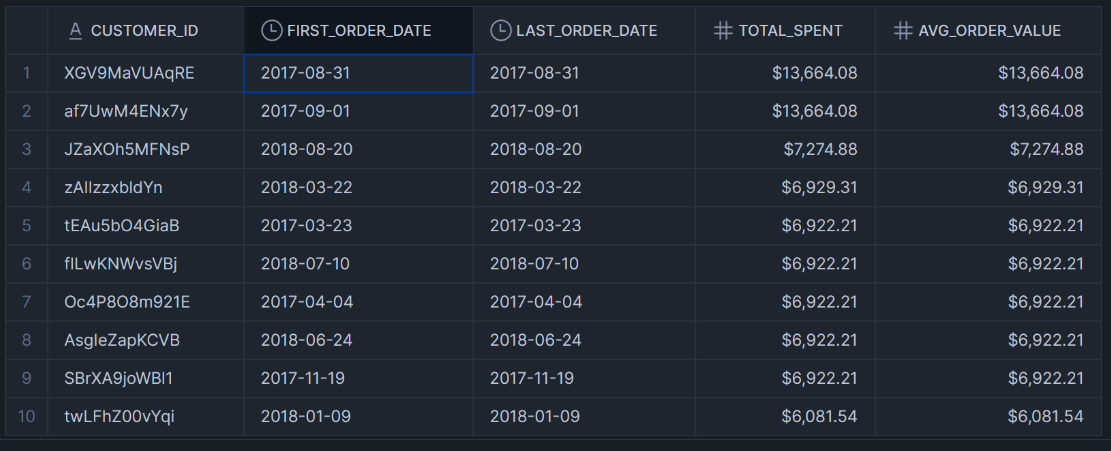 CUSTOMER_ID FIRST_ORDER_DATE LAST_ORDER_DATE TOTAL_SPENT AVG_ORDER_VALUE
1 XGV9MaVUAqRE 2017-08-31 2017-08-31 $13,664.08 $13,664.08
2 af7UwM4ENx7y 2017-09-01 2017-09-01 $13,664.08 $13,664.08
3 JZaXOh5MFNsP 2018-08-20 2018-08-20 $7,274.88 $7,274.88
4 zAIlzzxbldYn 2018-03-22 2018-03-22 $6,929.31 $6,929.31
5 tEAu5bO4GiaB 2017-03-23 2017-03-23 $6,922.21 $6,922.21
6 fILwKNWvsVBj 2018-07-10 2018-07-10 $6,922.21 $6,922.21
7 Oc4P8O8m921E 2017-04-04 2017-04-04 $6,922.21 $6,922.21
8 AsgleZapKCVB 2018-06-24 2018-06-24 $6,922.21 $6,922.21
9 SBrXA9joWBl1 2017-11-19 2017-11-19 $6,922.21 $6,922.21
10 twLFhZ00vYqi 2018-01-09 2018-01-09 $6,081.54 $6,081.54